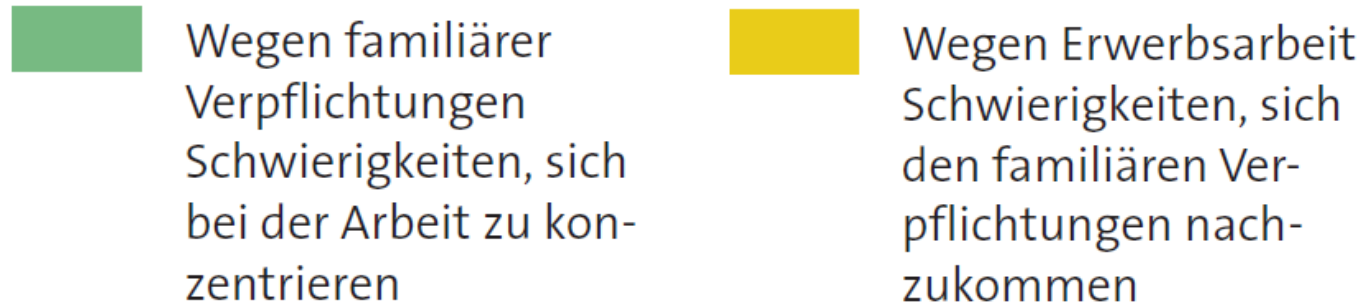 Wegen familiärer
Verpflichtungen
Schwierigkeiten, sich
bei der Arbeit zu kon-
zentrieren
Wegen Erwerbsarbeit
Schwierigkeiten, sich
den familiären Ver-
pflichtungen nach-
zukommen